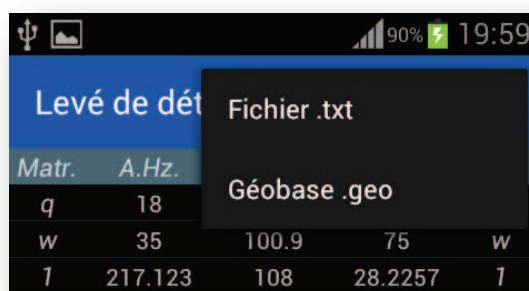 90% 19:59
Levé de dét
Fichier .txt
Géobase .geo
Matr. A.Hz.
q 18
w 35 100.9 75 w
1 217.123 108 28.2257 1